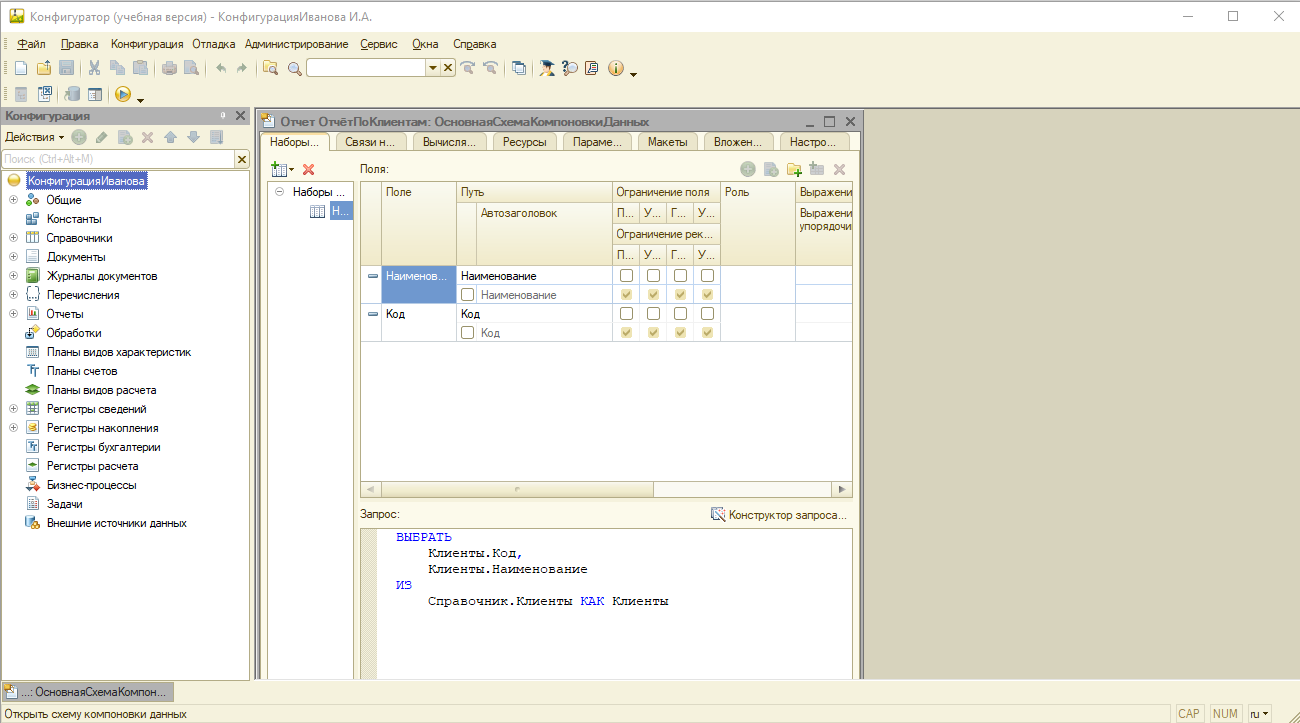 Конфигуратор (учебная версия) - КонфигурацияИванова И.А.
Файл Правка Конфигурация Отладка Администрирование Сервис Окна Справка
Конфигурация
Действия
Поиск (Ctrl+Alt+M)
КонфигурацияИванова
Общие
Константы
Справочники
Документы
Журналы документов
Перечисления
Отчеты
Обработки
Планы видов характеристик
Планы счетов
Планы видов расчета
Регистры сведений
Регистры накопления
Регистры бухгалтерии
Регистры расчета
Бизнес-процессы
Задачи
Внешние источники данных
Отчет ОтчётПоКлиентам: ОсновнаяСхемаКомпоновкиДанных
Наборы... Связи н... Вычисля... Ресурсы Параме... Макеты Вложен... Настро...
Наборы ...
Н...
Поля:
Поле Путь Ограничение поля Роль Выражени
Автозаголовок П... У... Г... У... Выражени
упорядочи
Ограничение рек...
П... У... Г... У...
Наименов... Наименование
Наименование
Код Код
Код
Запрос: Конструктор запроса...
ВЫБРАТЬ
Клиенты.Код,
Клиенты.Наименование
ИЗ
Справочник.Клиенты КАК Клиенты
...: ОсновнаяСхемаКомпон...
Открыть схему компоновки данных CAP NUM ru